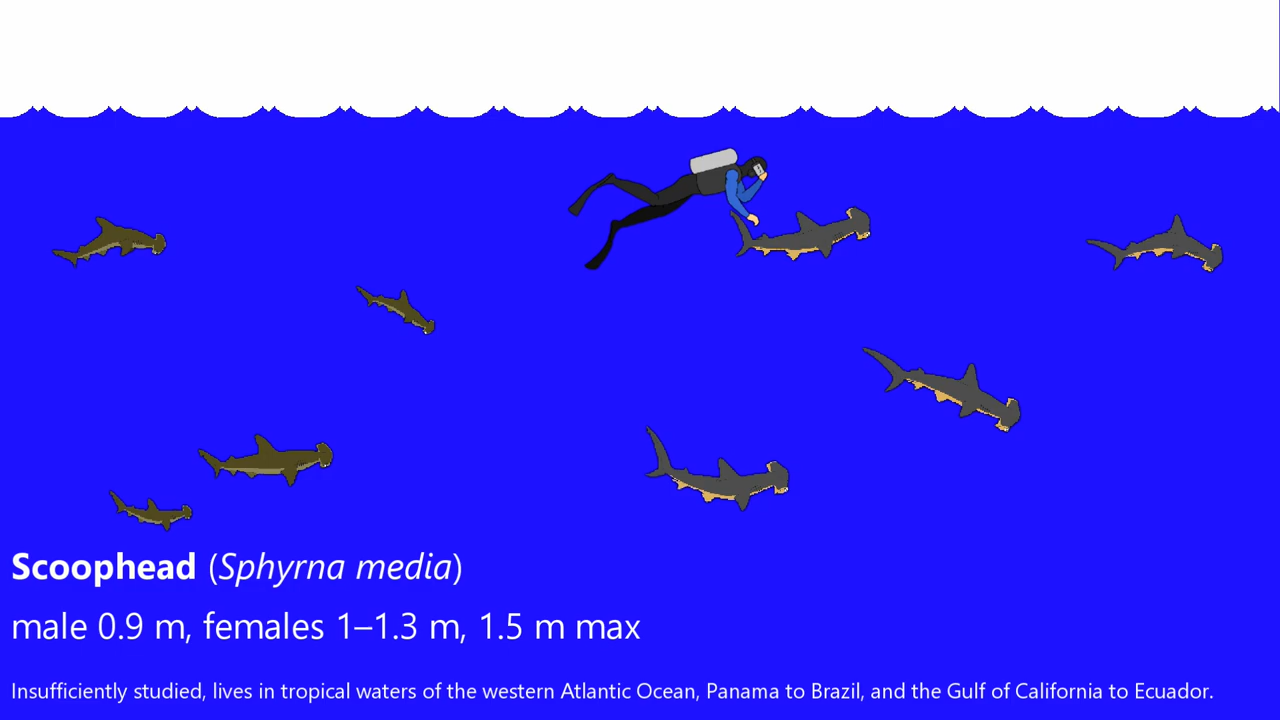 Scoophead (Sphyrna media)
male 0.9 m, females 1–1.3 m, 1.5 m max
Insufficiently studied, lives in tropical waters of the western Atlantic Ocean, Panama to Brazil, and the Gulf of California to Ecuador.